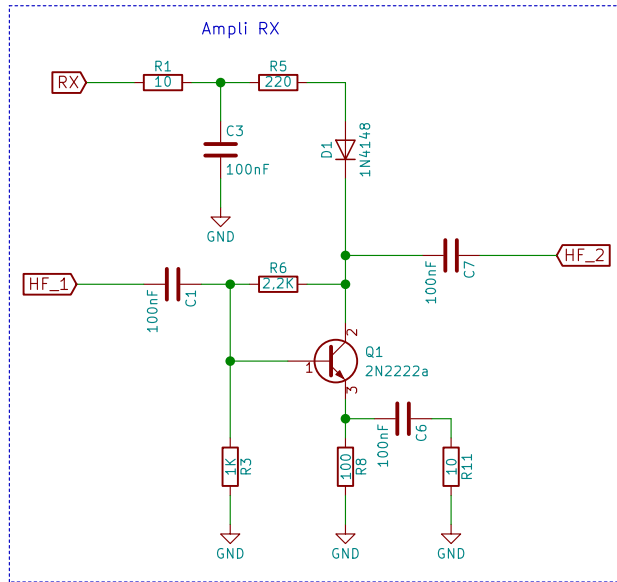 Ampli RX
RX
R1
10
R5
220
C3
100nF
GND
D1
1N4148
HF_1
100nF
C1
R6
2,2K
100nF
C7
HF_2
2
Q1
2N2222a
1
3
1K
R3
100
R8
100nF
C6
10
R11
GND
GND
GND